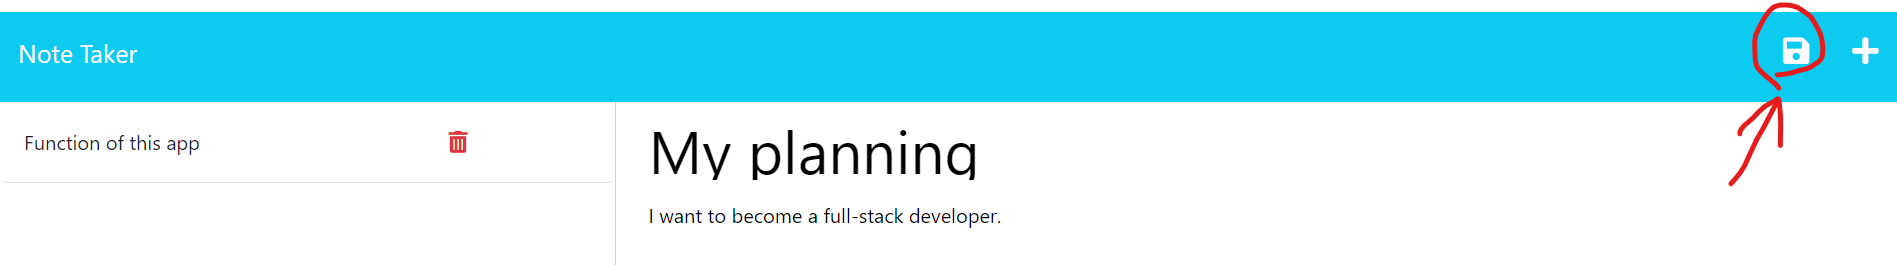 Note Taker
Function of this app
My planning
I want to become a full-stack developer.